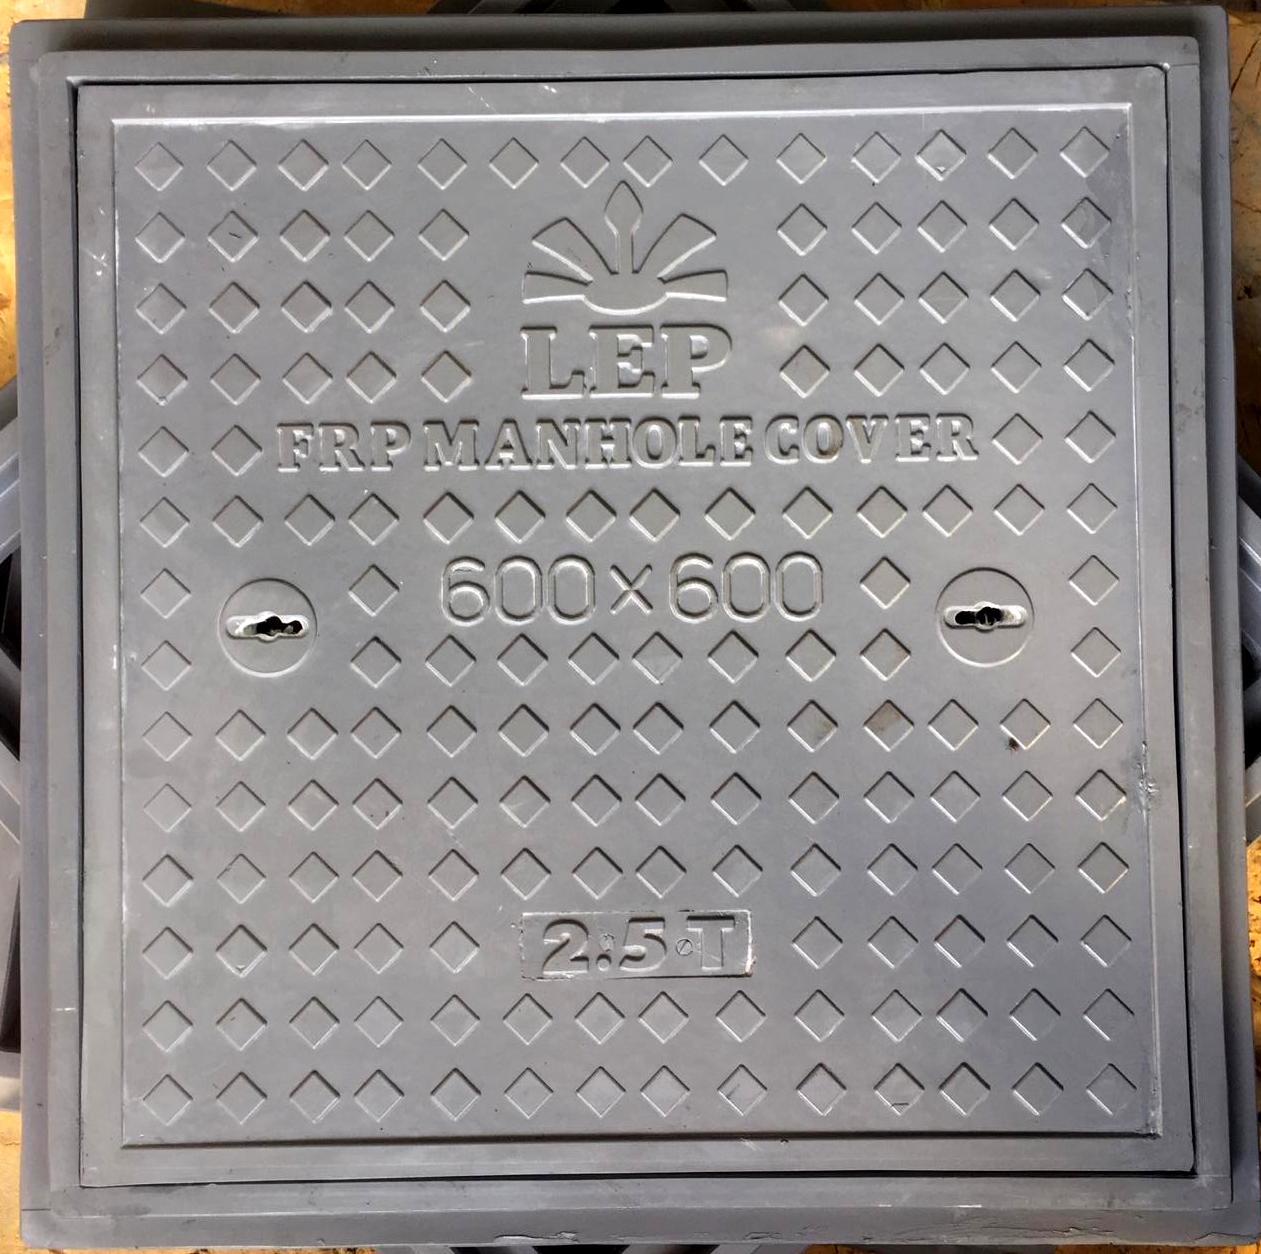 LEP
FRP MANHOLE COVER
600×600
2.5T